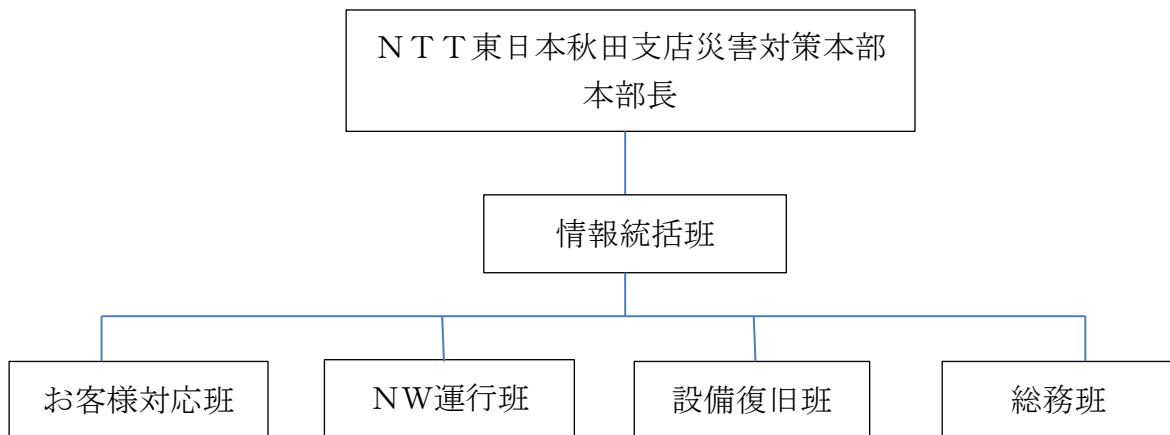 ＮＴＴ東日本秋田支店災害対策本部
本部長
情報統括班
お客様対応班
ＮＷ運行班
設備復旧班
総務班